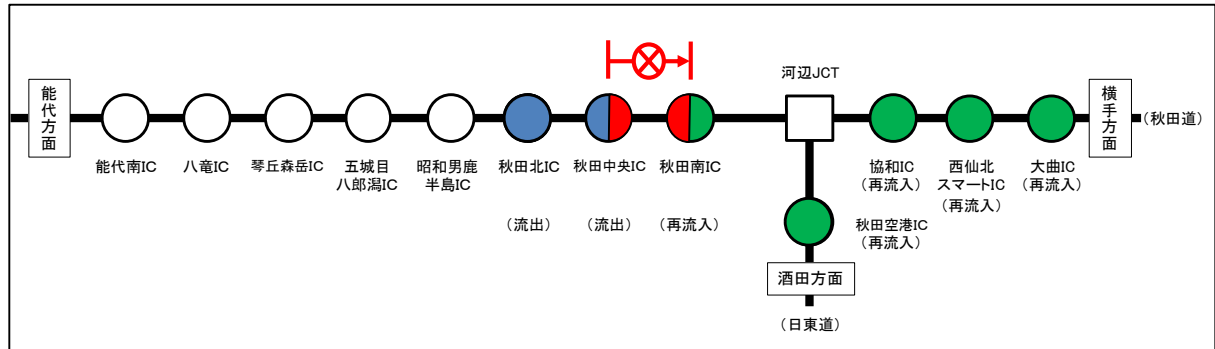 河辺JCT
能代方面
横手方面
(秋田道)
能代南IC
八竜IC
琴丘森岳IC
五城目
八郎潟IC
昭和男鹿
半島IC
秋田北IC
(流出)
秋田中央IC
(流出)
秋田南IC
(再流入)
協和IC
(再流入)
西仙北
スマートIC
(再流入)
大曲IC
(再流入)
秋田空港IC
(再流入)
酒田方面
(日東道)